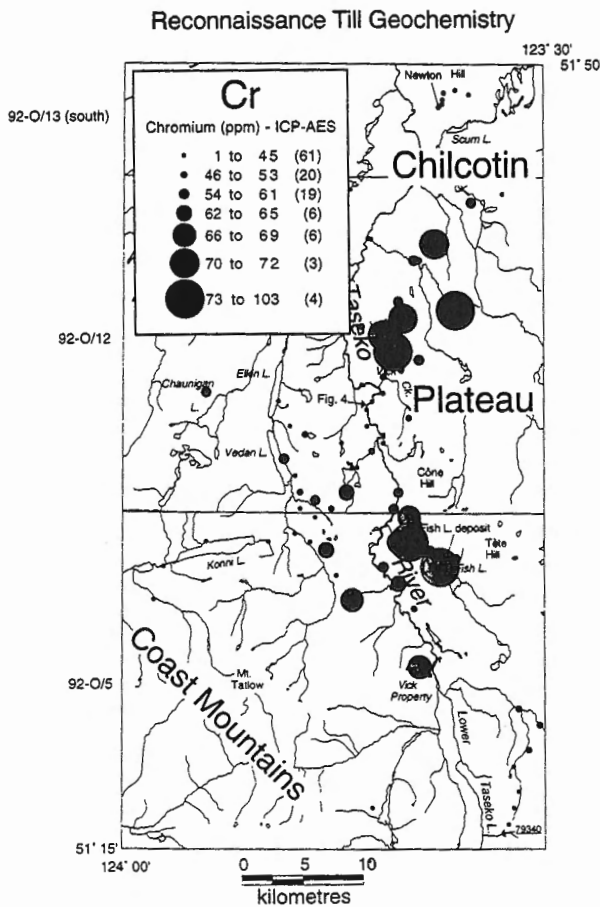 Reconnaissance Till Geochemistry
123° 30'
51° 50'
92-O/13 (south)
Cr
Chromium (ppm) - ICP-AES
1 to 45 (61)
46 to 53 (20)
54 to 61 (19)
62 to 65 (6)
66 to 69 (6)
70 to 72 (3)
73 to 103 (4)
Newton Hill
Scum L.
Chilcotin
Taseko
92-O/12
Elkin L.
Chaunigan
L.
Fig. 4
ck.
Plateau
Vedan L.
Cône
Hill
Fish L. deposit
Tête
Hill
Fish L.
Konni L.
River
Coast Mountains
Mt.
Tatlow
92-O/5
Vick
Property
Lower
Taseko L.
79340
51° 15'
124° 00'
0 5 10
kilometres